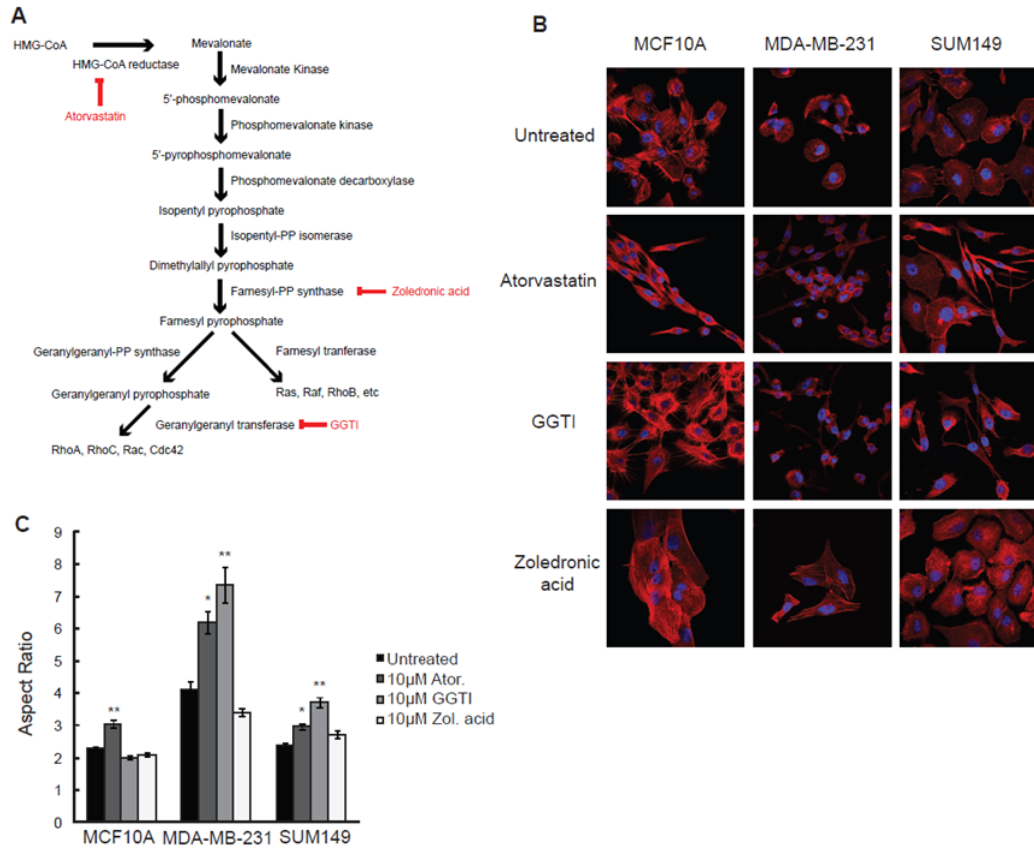 A
HMG-CoA
Mevalonate
HMG-CoA reductase
Mevalonate Kinase
Atorvastatin
5'-phosphomevalonate
Phosphomevalonate kinase
5'-pyrophosphomevalonate
Phosphomevalonate decarboxylase
Isopentyl pyrophosphate
Isopentyl-PP isomerase
Dimethylallyl pyrophosphate
Farnesyl-PP synthase
Zoledronic acid
Farnesyl pyrophosphate
Geranylgeranyl-PP synthase
Farnesyl tranferase
Geranylgeranyl pyrophosphate
Ras, Raf, RhoB, etc
Geranylgeranyl transferase
GGTI
RhoA, RhoC, Rac, Cdc42
B
MCF10A MDA-MB-231 SUM149
Untreated
Atorvastatin
GGTI
Zoledronic
acid
C
Aspect Ratio
9
8
7
6
5
4
3
2
1
0
**
*
**
*
**
MCF10A MDA-MB-231 SUM149
Untreated
10µM Ator.
10µM GGTI
10µM Zol. acid